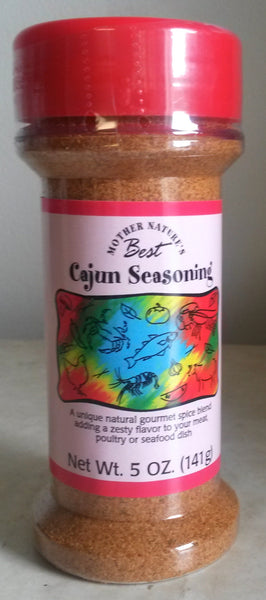 MOTHER NATURE'S
Best
Cajun Seasoning
A unique natural gourmet spice blend
adding a zesty flavor to your meat,
poultry or seafood dish
Net Wt. 5 OZ. (141g)